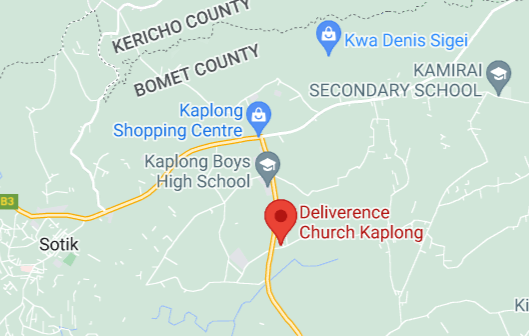 KERICHO COUNTY
BOMET COUNTY
Kwa Denis Sigei
KAMIRAI
SECONDARY SCHOOL
Kaplong
Shopping Centre
Kaplong Boys
High School
B3
Deliverence
Church Kaplong
Sotik
Ki